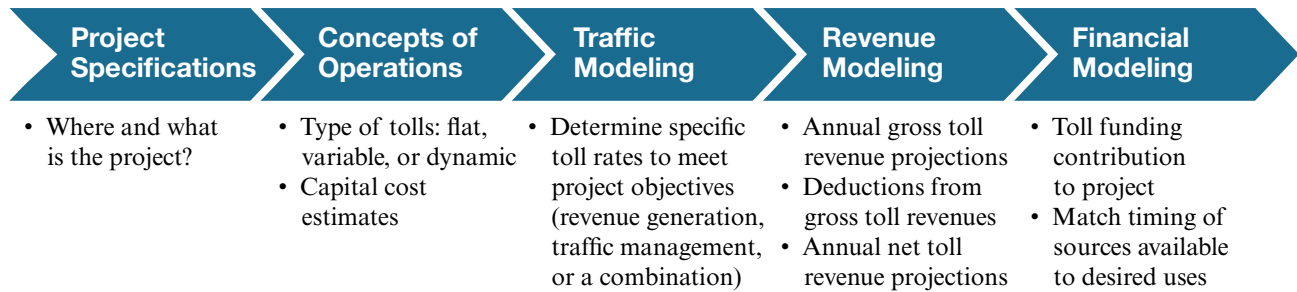 Project
Specifications
• Where and what
is the project?
Concepts of
Operations
• Type of tolls: flat,
variable, or dynamic
• Capital cost
estimates
Traffic
Modeling
• Determine specific
toll rates to meet
project objectives
(revenue generation,
traffic management,
or a combination)
Revenue
Modeling
• Annual gross toll
revenue projections
• Deductions from
gross toll revenues
• Annual net toll
revenue projections
Financial
Modeling
• Toll funding
contribution
to project
• Match timing of
sources available
to desired uses